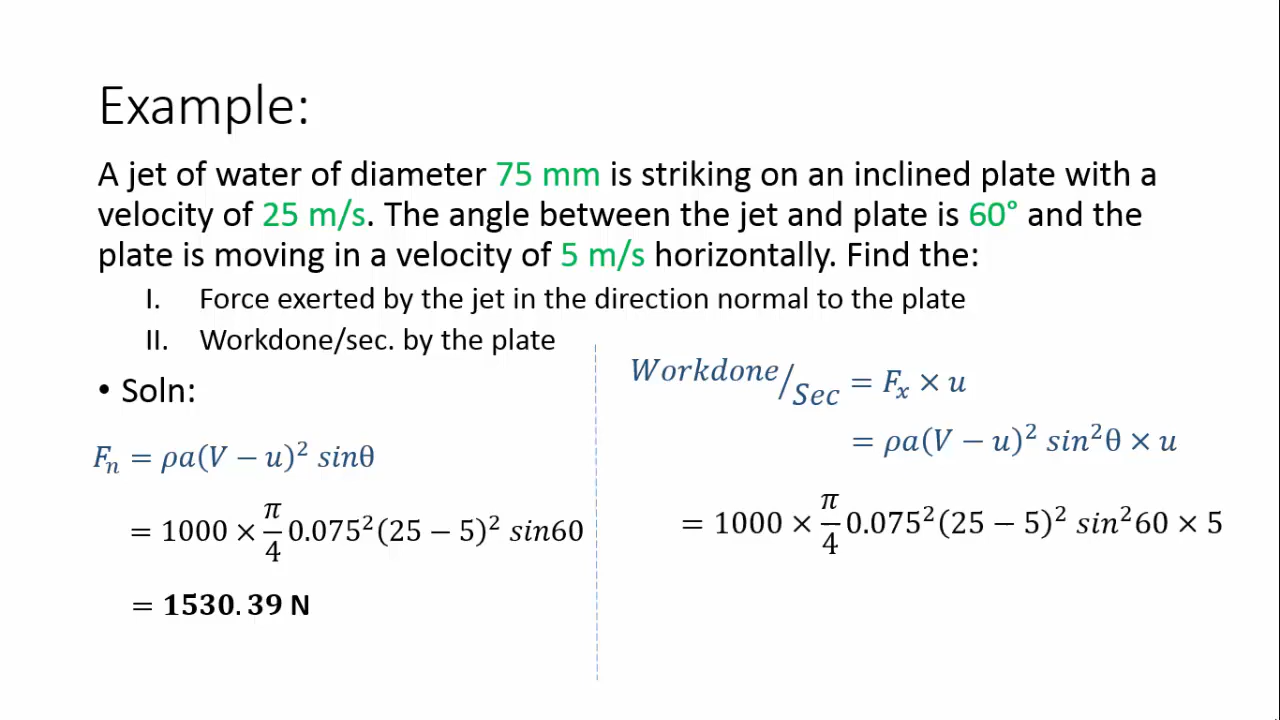 Example:
A jet of water of diameter 75 mm is striking on an inclined plate with a
velocity of 25 m/s. The angle between the jet and plate is 60° and the
plate is moving in a velocity of 5 m/s horizontally. Find the:
I. Force exerted by the jet in the direction normal to the plate
II. Workdone/sec. by the plate
• Soln:
Fₙ = ρa(V − u)² sinθ
= 1000 × π/4 0.075²(25 − 5)² sin60
= 1530.39 N
Workdone/Sec = Fₓ × u
= ρa(V − u)² sin²θ × u
= 1000 × π/4 0.075²(25 − 5)² sin²60 × 5